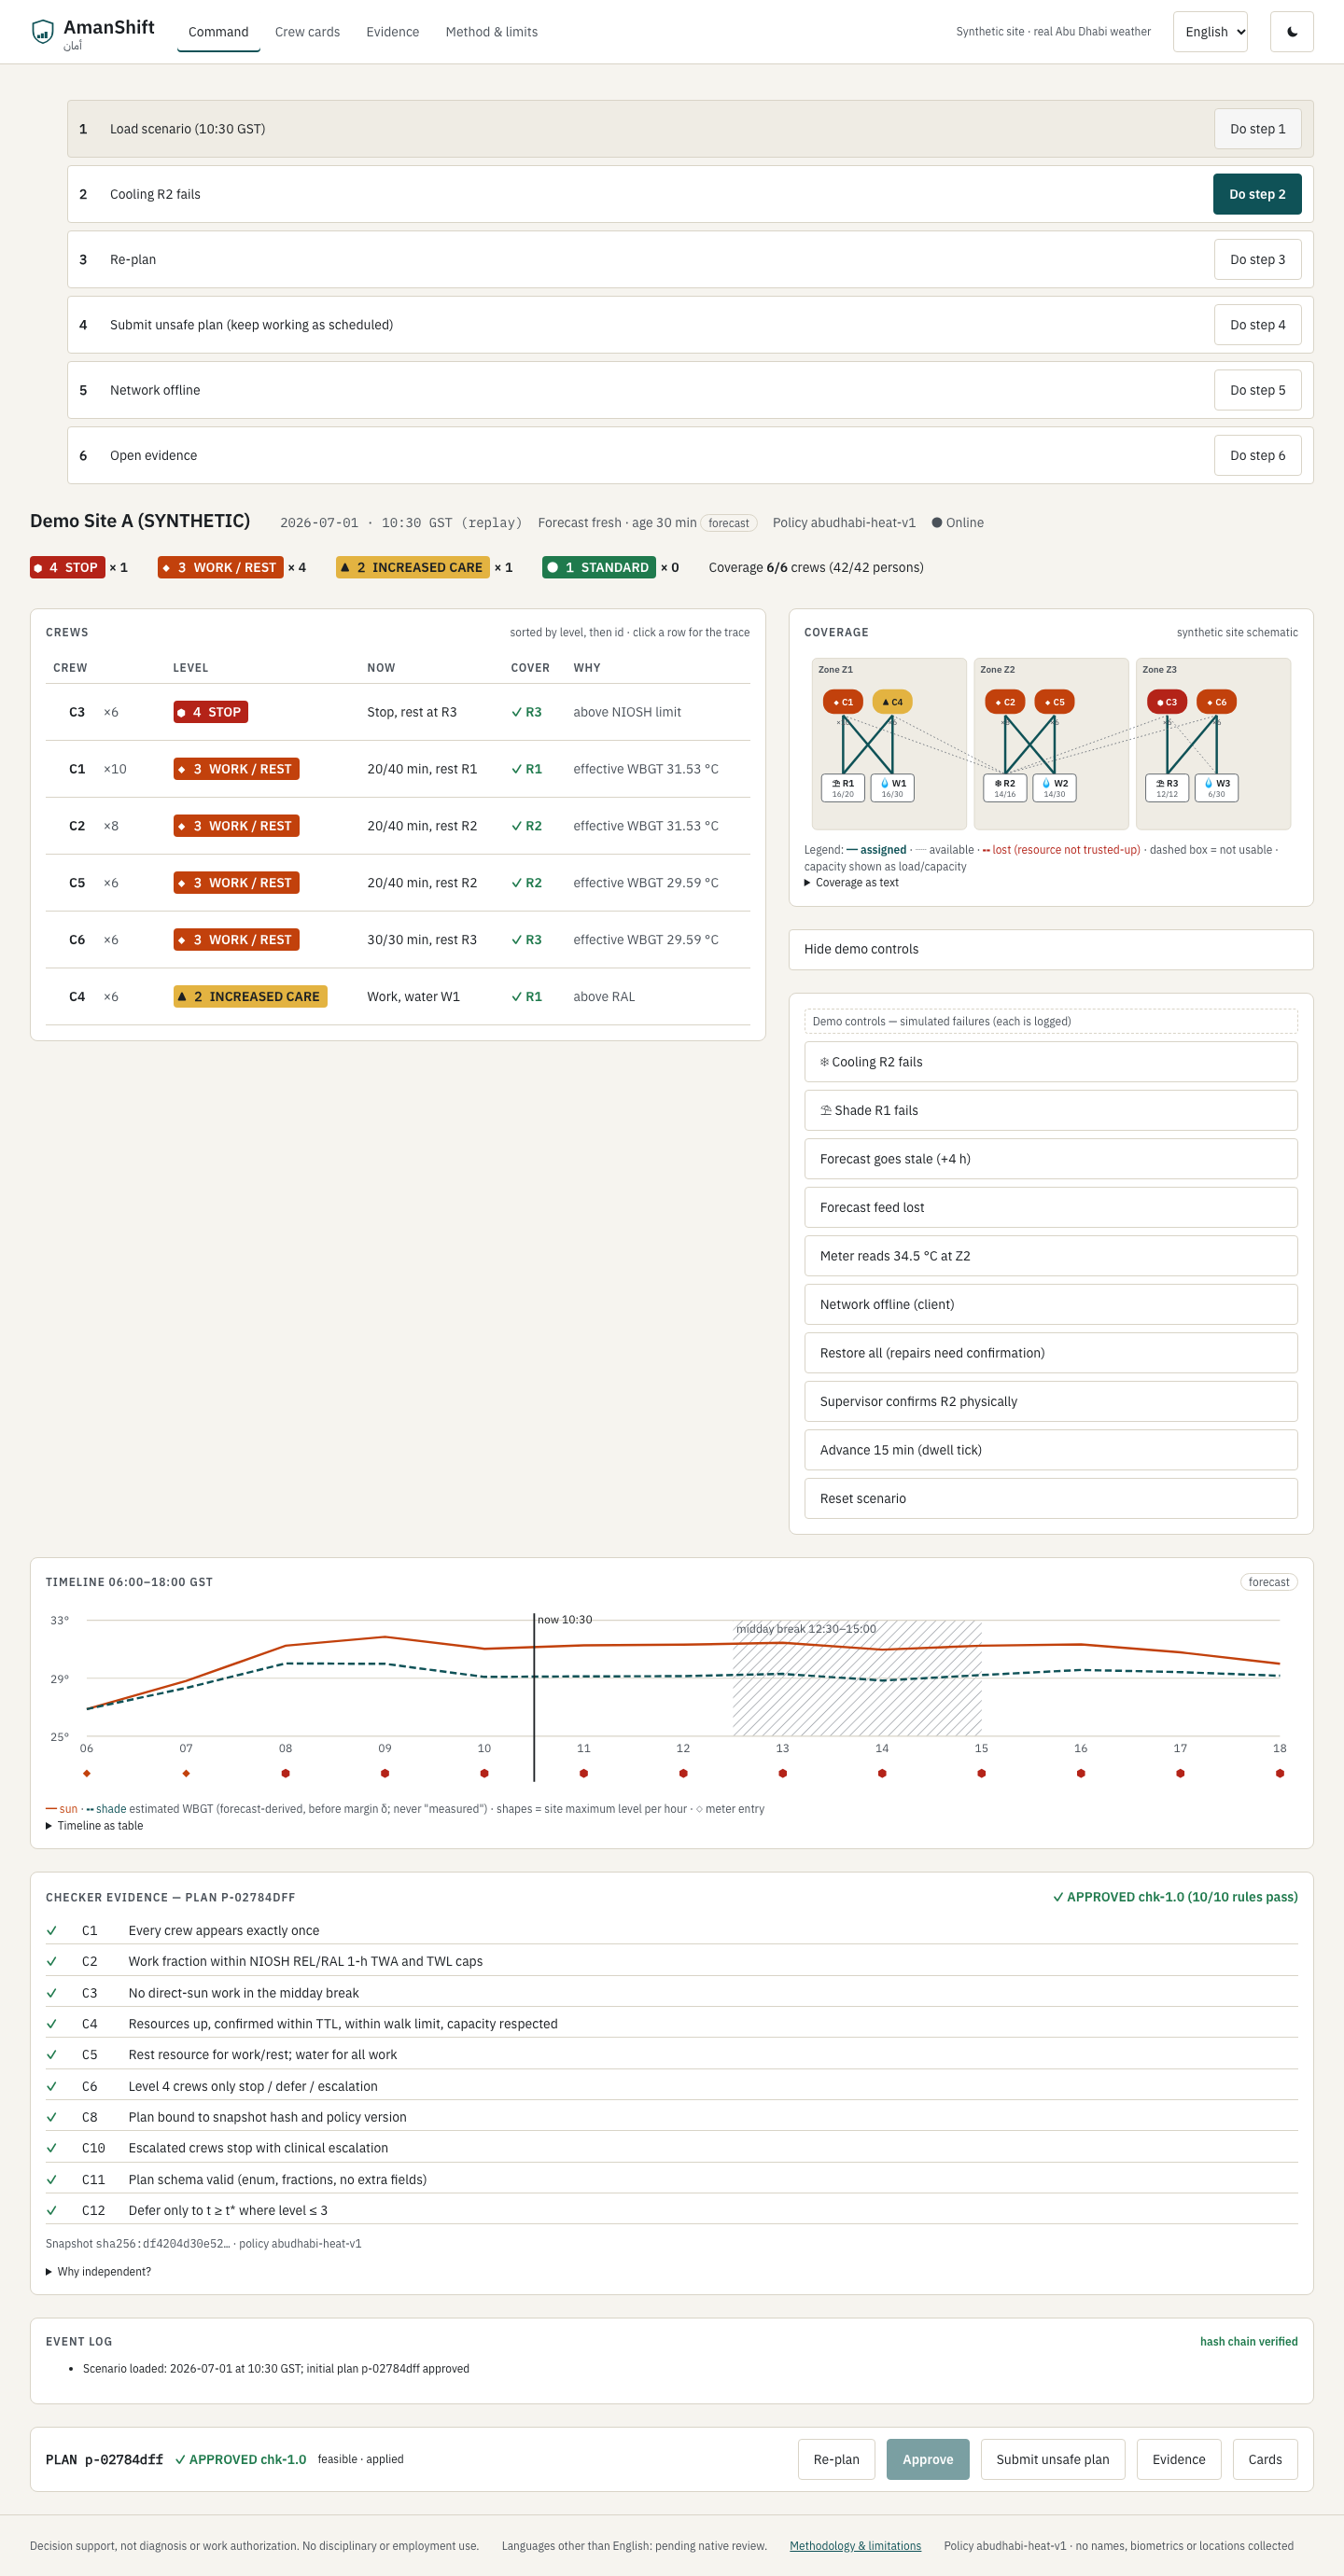 AmanShift
أمان
Command
Crew cards
Evidence
Method & limits
Synthetic site · real Abu Dhabi weather
English
1 Load scenario (10:30 GST) Do step 1
2 Cooling R2 fails Do step 2
3 Re-plan Do step 3
4 Submit unsafe plan (keep working as scheduled) Do step 4
5 Network offline Do step 5
6 Open evidence Do step 6
Demo Site A (SYNTHETIC) 2026-07-01 · 10:30 GST (replay) Forecast fresh · age 30 min forecast Policy abudhabi-heat-v1 ● Online
4 STOP × 1 3 WORK / REST × 4 2 INCREASED CARE × 1 1 STANDARD × 0 Coverage 6/6 crews (42/42 persons)
CREWS sorted by level, then id · click a row for the trace
CREW LEVEL NOW COVER WHY
C3 ×6 4 STOP Stop, rest at R3 ✓ R3 above NIOSH limit
C1 ×10 3 WORK / REST 20/40 min, rest R1 ✓ R1 effective WBGT 31.53 °C
C2 ×8 3 WORK / REST 20/40 min, rest R2 ✓ R2 effective WBGT 31.53 °C
C5 ×6 3 WORK / REST 20/40 min, rest R2 ✓ R2 effective WBGT 29.59 °C
C6 ×6 3 WORK / REST 30/30 min, rest R3 ✓ R3 effective WBGT 29.59 °C
C4 ×6 2 INCREASED CARE Work, water W1 ✓ R1 above RAL
COVERAGE synthetic site schematic
Zone Z1 Zone Z2 Zone Z3
C1 C4 C2 C5 C3 C6
R1 W1 R2 W2 R3 W3
16/20 16/30 14/16 14/30 12/12 6/30
Legend: — assigned · — available · -- lost (resource not trusted-up) · dashed box = not usable ·
capacity shown as load/capacity
▶ Coverage as text
Hide demo controls
Demo controls — simulated failures (each is logged)
❄ Cooling R2 fails
⛱ Shade R1 fails
Forecast goes stale (+4 h)
Forecast feed lost
Meter reads 34.5 °C at Z2
Network offline (client)
Restore all (repairs need confirmation)
Supervisor confirms R2 physically
Advance 15 min (dwell tick)
Reset scenario
TIMELINE 06:00–18:00 GST forecast
33°
now 10:30
midday break 12:30–15:00
29°
25°
06 07 08 09 10 11 12 13 14 15 16 17 18
— sun · -- shade estimated WBGT (forecast-derived, before margin δ; never "measured") · shapes = site maximum level per hour · ◇ meter entry
▶ Timeline as table
CHECKER EVIDENCE — PLAN P-02784DFF ✓ APPROVED chk-1.0 (10/10 rules pass)
✓ C1 Every crew appears exactly once
✓ C2 Work fraction within NIOSH REL/RAL 1-h TWA and TWL caps
✓ C3 No direct-sun work in the midday break
✓ C4 Resources up, confirmed within TTL, within walk limit, capacity respected
✓ C5 Rest resource for work/rest; water for all work
✓ C6 Level 4 crews only stop / defer / escalation
✓ C8 Plan bound to snapshot hash and policy version
✓ C10 Escalated crews stop with clinical escalation
✓ C11 Plan schema valid (enum, fractions, no extra fields)
✓ C12 Defer only to t ≥ t* where level ≤ 3
Snapshot sha256:df4204d30e52… · policy abudhabi-heat-v1
▶ Why independent?
EVENT LOG hash chain verified
• Scenario loaded: 2026-07-01 at 10:30 GST; initial plan p-02784dff approved
PLAN p-02784dff ✓ APPROVED chk-1.0 feasible · applied Re-plan Approve Submit unsafe plan Evidence Cards
Decision support, not diagnosis or work authorization. No disciplinary or employment use. Languages other than English: pending native review. Methodology & limitations Policy abudhabi-heat-v1 · no names, biometrics or locations collected